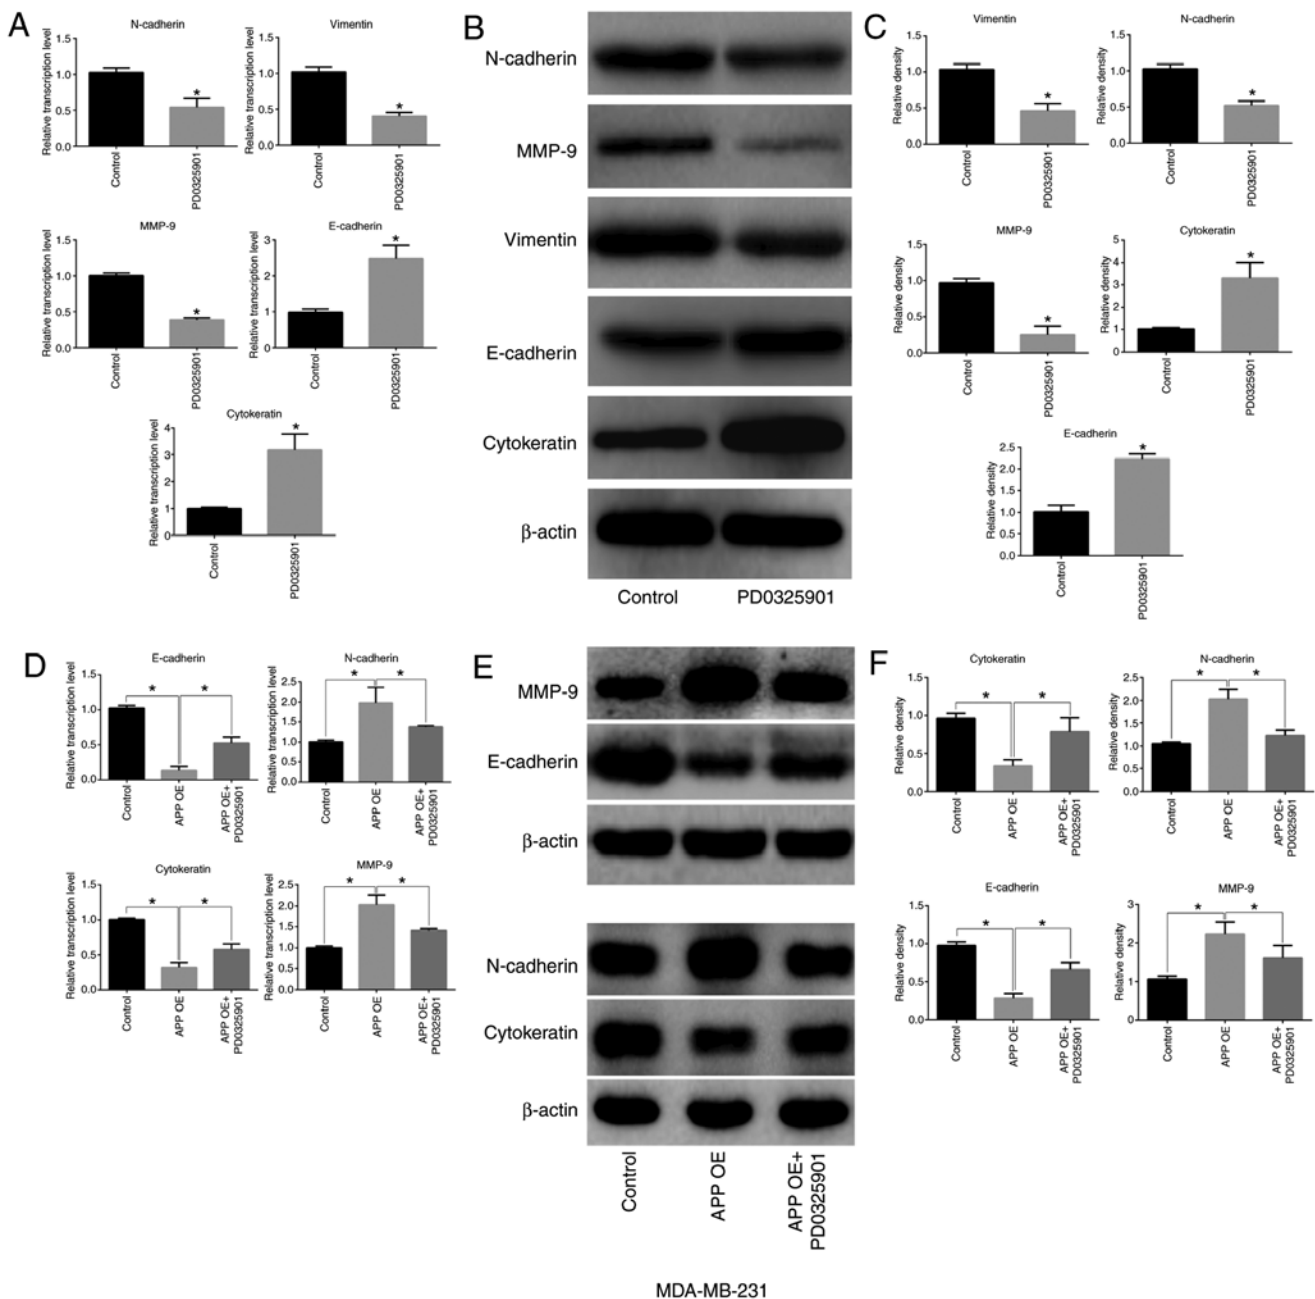 A
N-cadherin
Relative transcription level
1.5
1.0
0.5
0.0
*
Control
PD0325901
Vimentin
Relative transcription level
1.5
1.0
0.5
0.0
*
Control
PD0325901
MMP-9
Relative transcription level
1.5
1.0
0.5
0.0
*
Control
PD0325901
E-cadherin
Relative transcription level
3
2
1
0
*
Control
PD0325901
Cytokeratin
Relative transcription level
4
3
2
1
0
*
Control
PD0325901
B
N-cadherin
MMP-9
Vimentin
E-cadherin
Cytokeratin
β-actin
Control PD0325901
C
Vimentin
Relative density
1.5
1.0
0.5
0.0
*
Control
PD0325901
N-cadherin
Relative density
1.5
1.0
0.5
0.0
*
Control
PD0325901
MMP-9
Relative density
1.5
1.0
0.5
0.0
*
Control
PD0325901
Cytokeratin
Relative density
5
4
3
2
1
0
*
Control
PD0325901
E-cadherin
Relative density
2.5
2.0
1.5
1.0
0.5
0.0
*
Control
PD0325901
D
E-cadherin
Relative transcription level
1.5
1.0
0.5
0.0
* *
Control
APP OE
APP OE+
PD0325901
N-cadherin
Relative transcription level
2.5
2.0
1.5
1.0
0.5
0.0
* *
Control
APP OE
APP OE+
PD0325901
Cytokeratin
Relative transcription level
1.5
1.0
0.5
0.0
* *
Control
APP OE
APP OE+
PD0325901
MMP-9
Relative transcription level
2.5
2.0
1.5
1.0
0.5
0.0
* *
Control
APP OE
APP OE+
PD0325901
E
MMP-9
E-cadherin
β-actin
N-cadherin
Cytokeratin
β-actin
Control
APP OE
APP OE+
PD0325901
F
Cytokeratin
Relative density
1.5
1.0
0.5
0.0
* *
Control
APP OE
APP OE+
PD0325901
N-cadherin
Relative density
2.5
2.0
1.5
1.0
0.5
0.0
* *
Control
APP OE
APP OE+
PD0325901
E-cadherin
Relative density
1.5
1.0
0.5
0.0
* *
Control
APP OE
APP OE+
PD0325901
MMP-9
Relative density
3
2
1
0
* *
Control
APP OE
APP OE+
PD0325901
MDA-MB-231